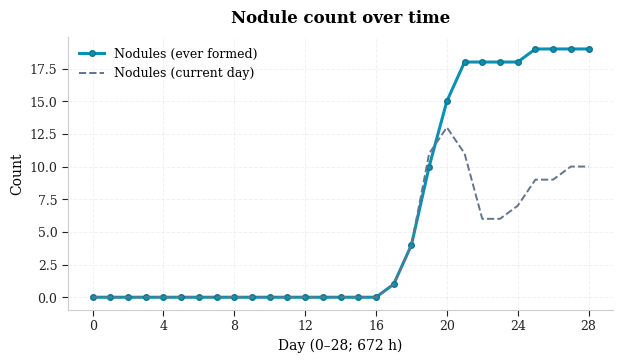 Nodule count over time
Nodules (ever formed)
Nodules (current day)
Count
17.5
15.0
12.5
10.0
7.5
5.0
2.5
0.0
0 4 8 12 16 20 24 28
Day (0–28; 672 h)